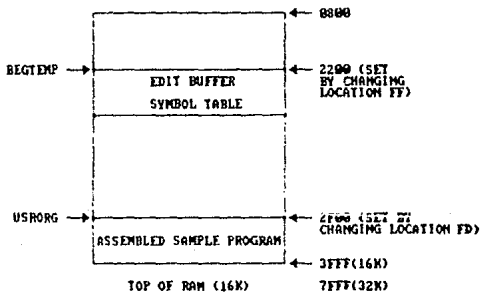 0800
BEGTEMP
2200 (SET
BY CHANGING
LOCATION FF)
EDIT BUFFER
SYMBOL TABLE
USRORG
2F00 (SET BY
CHANGING LOCATION FD)
ASSEMBLED SAMPLE PROGRAM
3FFF(16K)
TOP OF RAM (16K)
7FFF(32K)